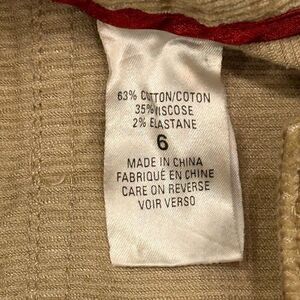 63% COTTON/COTON
35% VISCOSE
2% ELASTANE
6
MADE IN CHINA
FABRIQUÉ EN CHINE
CARE ON REVERSE
VOIR VERSO